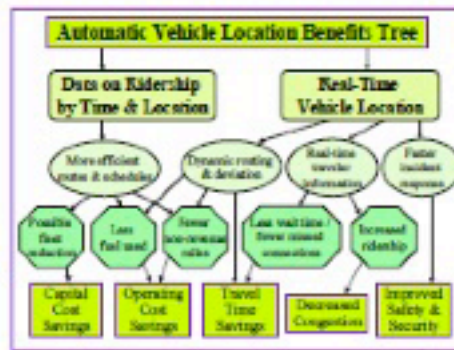 Automatic Vehicle Location Benefits Tree
Data on Ridership
by Time & Location
Real-Time
Vehicle Location
More efficient
routes & schedules
Dynamic routing
& deviation
Real-time
traveler
information
Faster
incident
response
Possible
fleet
reduction
Less
fuel used
Fewer
non-revenue
miles
Less wait time /
fewer missed
connections
Increased
ridership
Capital
Cost
Savings
Operating
Cost
Savings
Travel
Time
Savings
Decreased
Congestion
Improved
Safety &
Security